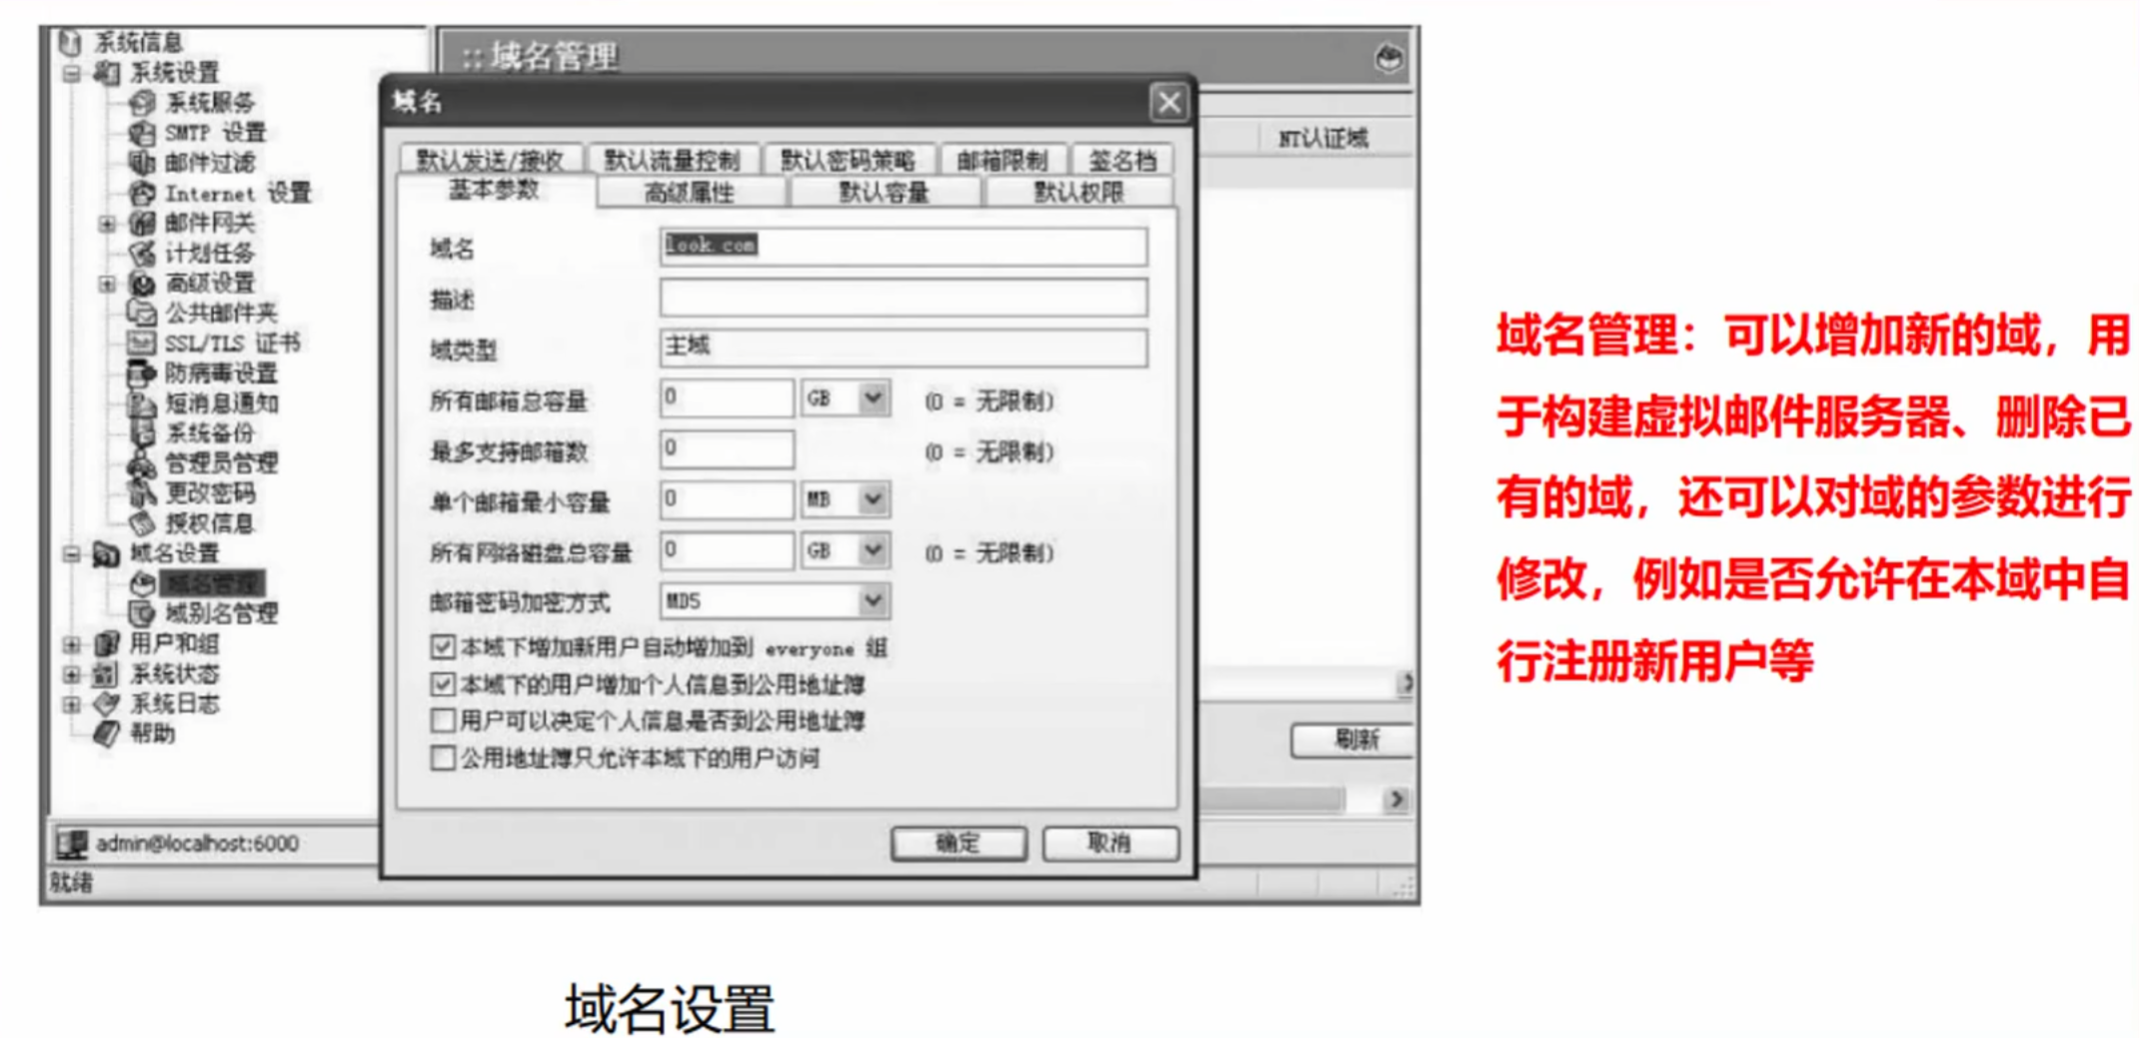 系统信息
系统设置
系统服务
SMTP 设置
邮件过滤
Internet 设置
邮件网关
计划任务
高级设置
公共邮件夹
SSL/TLS 证书
防病毒设置
短消息通知
系统备份
管理员管理
更改密码
授权信息
域名设置
域名管理
域别名管理
用户和组
系统状态
系统日志
帮助
admin@localhost:6000
就绪
:: 域名管理
NT认证域
刷新
域名
默认发送/接收 默认流量控制 默认密码策略 邮箱限制 签名档
基本参数 高级属性 默认容量 默认权限
域名 look.com
描述
域类型 主域
所有邮箱总容量 0 GB (0 = 无限制)
最多支持邮箱数 0 (0 = 无限制)
单个邮箱最小容量 0 MB
所有网络磁盘总容量 0 GB (0 = 无限制)
邮箱密码加密方式 MD5
本域下增加新用户自动增加到 everyone 组
本域下的用户增加个人信息到公用地址簿
用户可以决定个人信息是否到公用地址簿
公用地址簿只允许本域下的用户访问
确定 取消
域名管理：可以增加新的域，用
于构建虚拟邮件服务器、删除已
有的域，还可以对域的参数进行
修改，例如是否允许在本域中自
行注册新用户等
域名设置